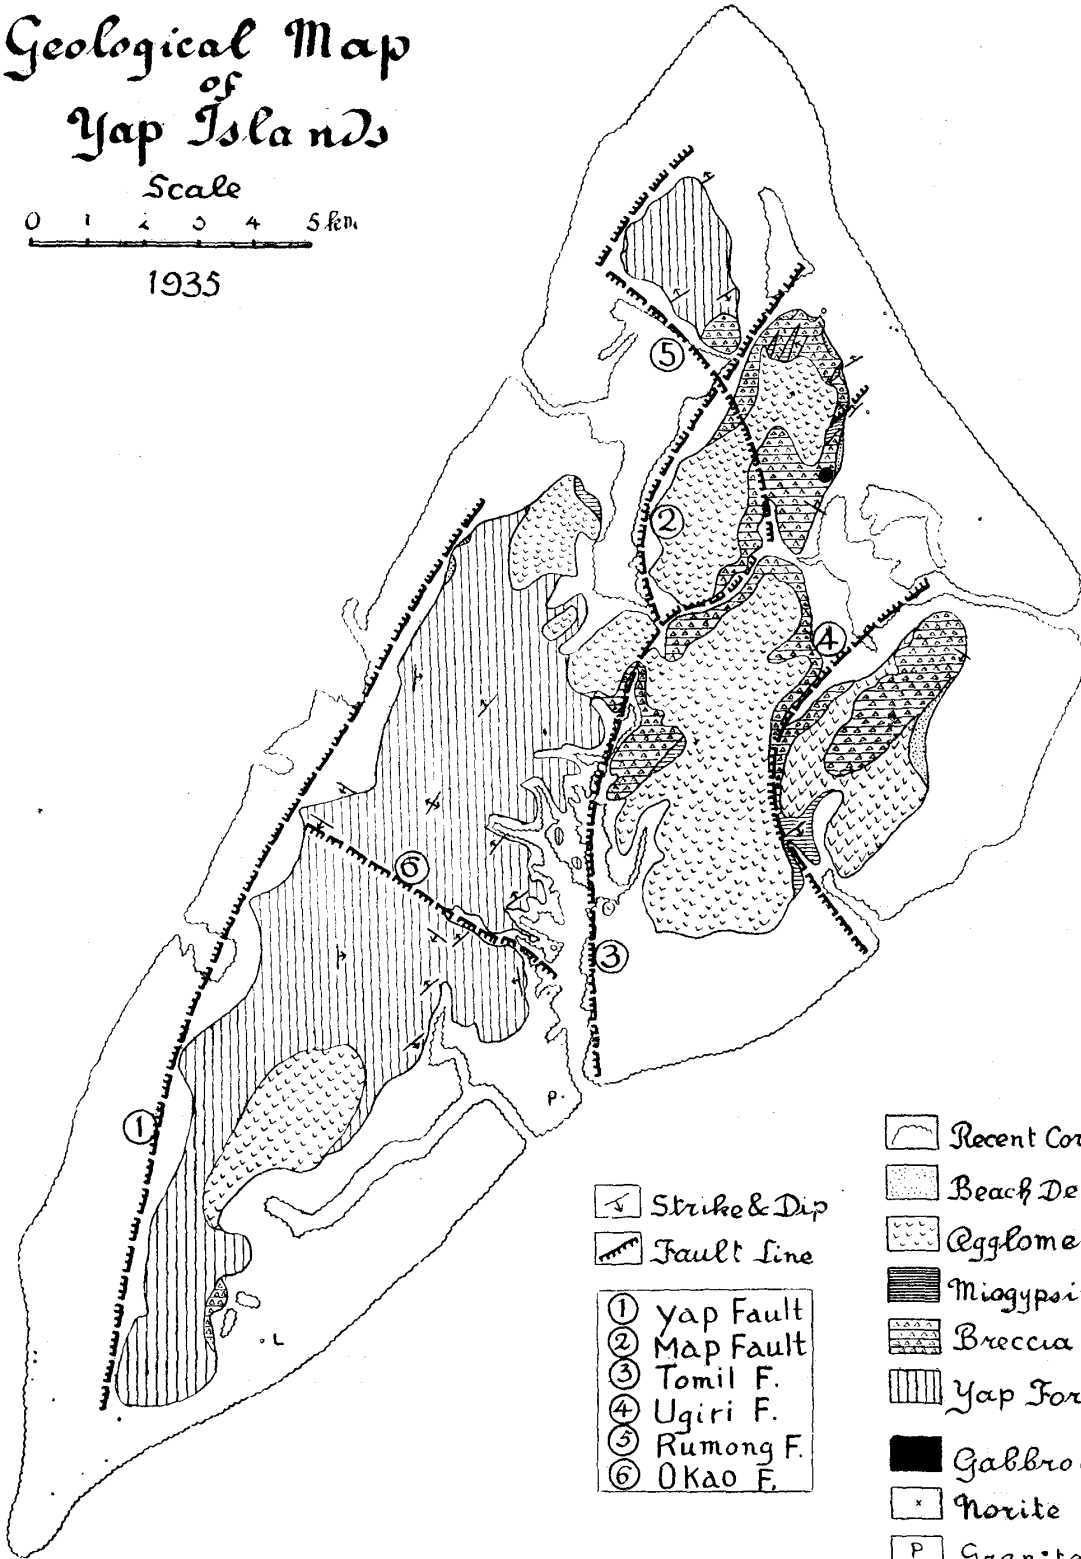 Geological Map
of
Yap Islands
Scale
0 1 2 3 4 5 km
1935
5
2
4
6
3
1
P.
L
Strike & Dip
Fault Line
1 Yap Fault
2 Map Fault
3 Tomil F.
4 Ugiri F.
5 Rumong F.
6 Okao F.
Recent Cor
Beach De
Agglome
Miogypsi
Breccia
Yap For
Gabbro
x Norite
P Granite